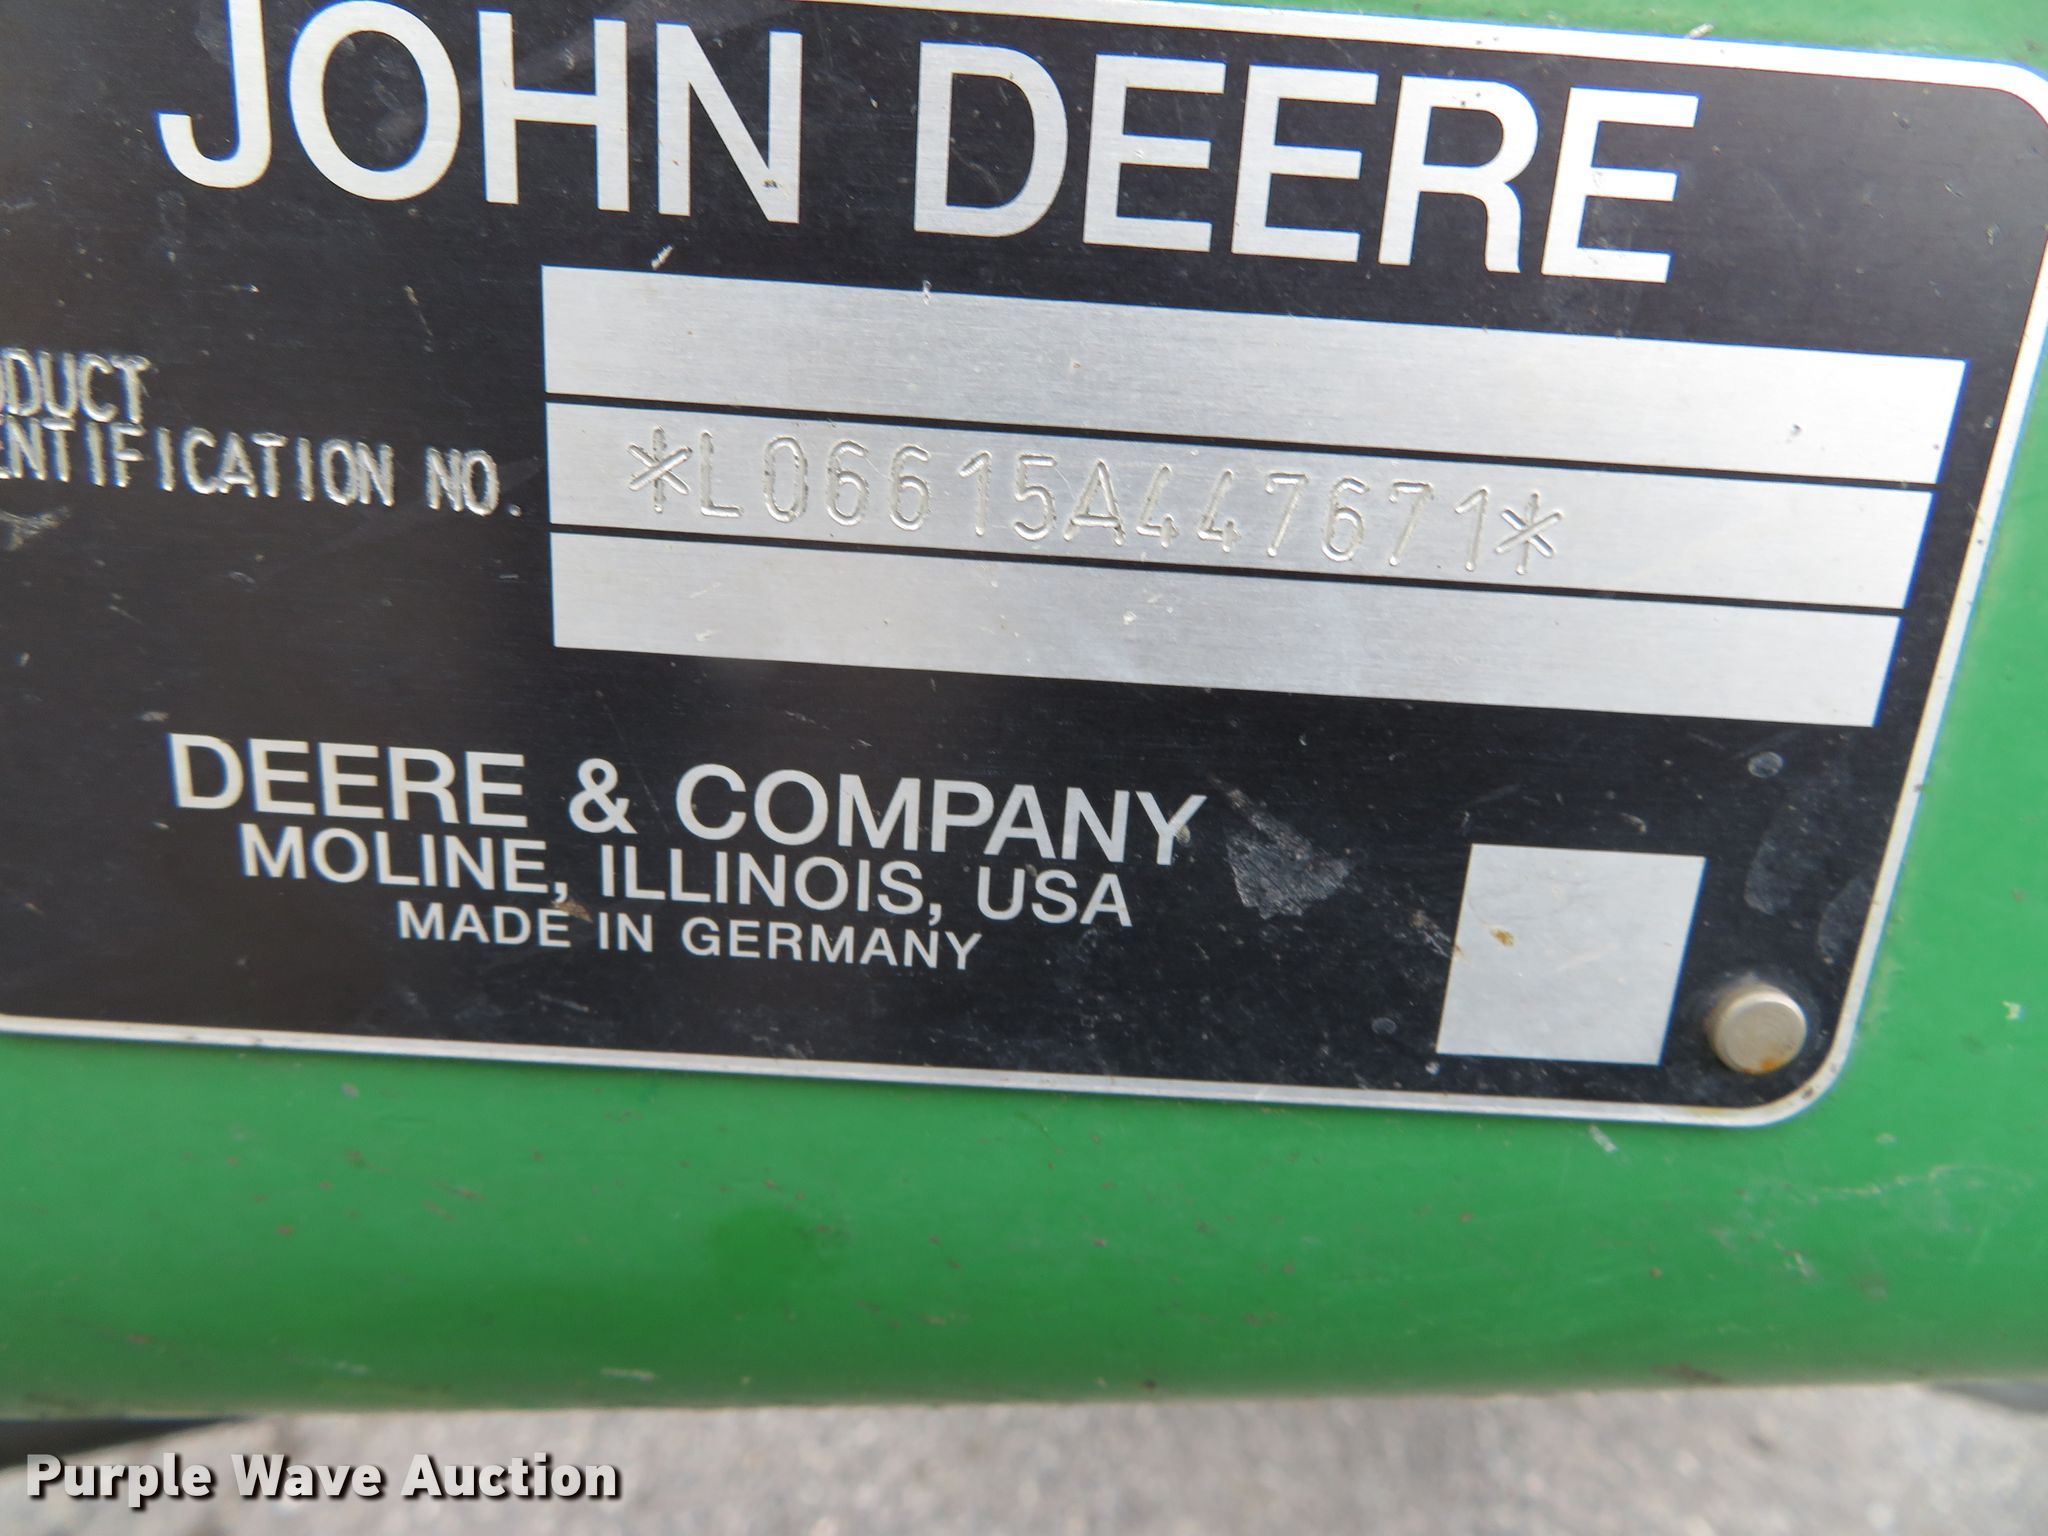 JOHN DEERE
ODUCT
ENTIFICATION NO.
*L06615A447671*
DEERE & COMPANY
MOLINE, ILLINOIS, USA
MADE IN GERMANY
Purple Wave Auction